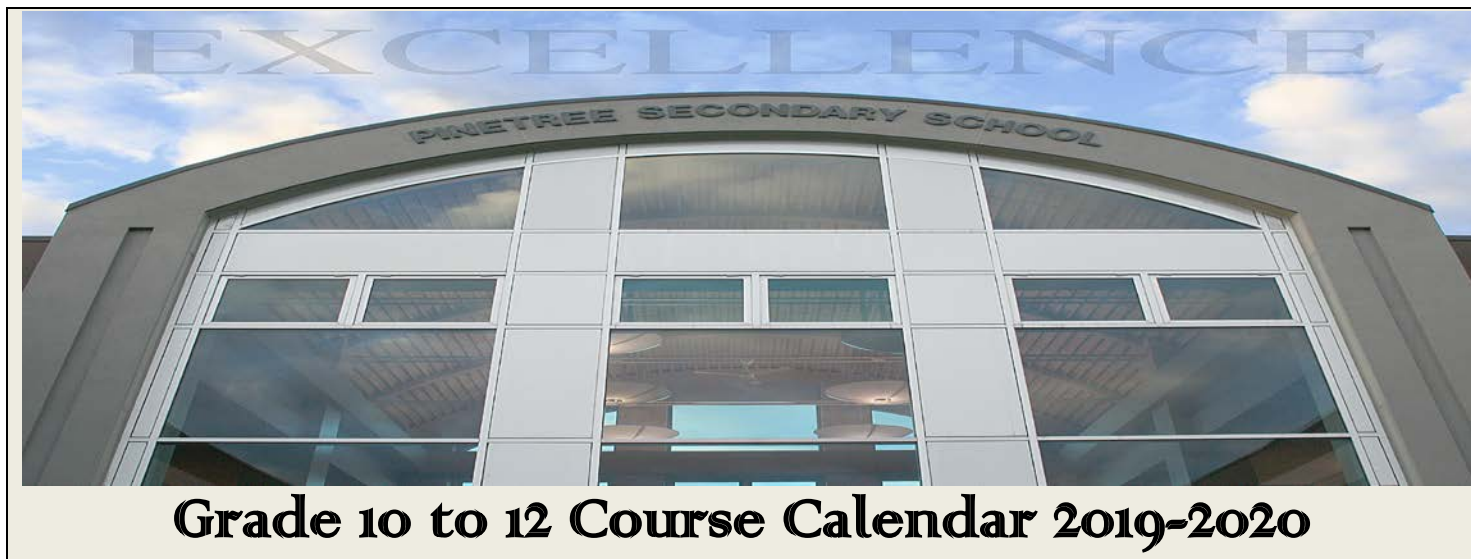 EXCELLENCE
PINETREE SECONDARY SCHOOL
Grade 10 to 12 Course Calendar 2019-2020